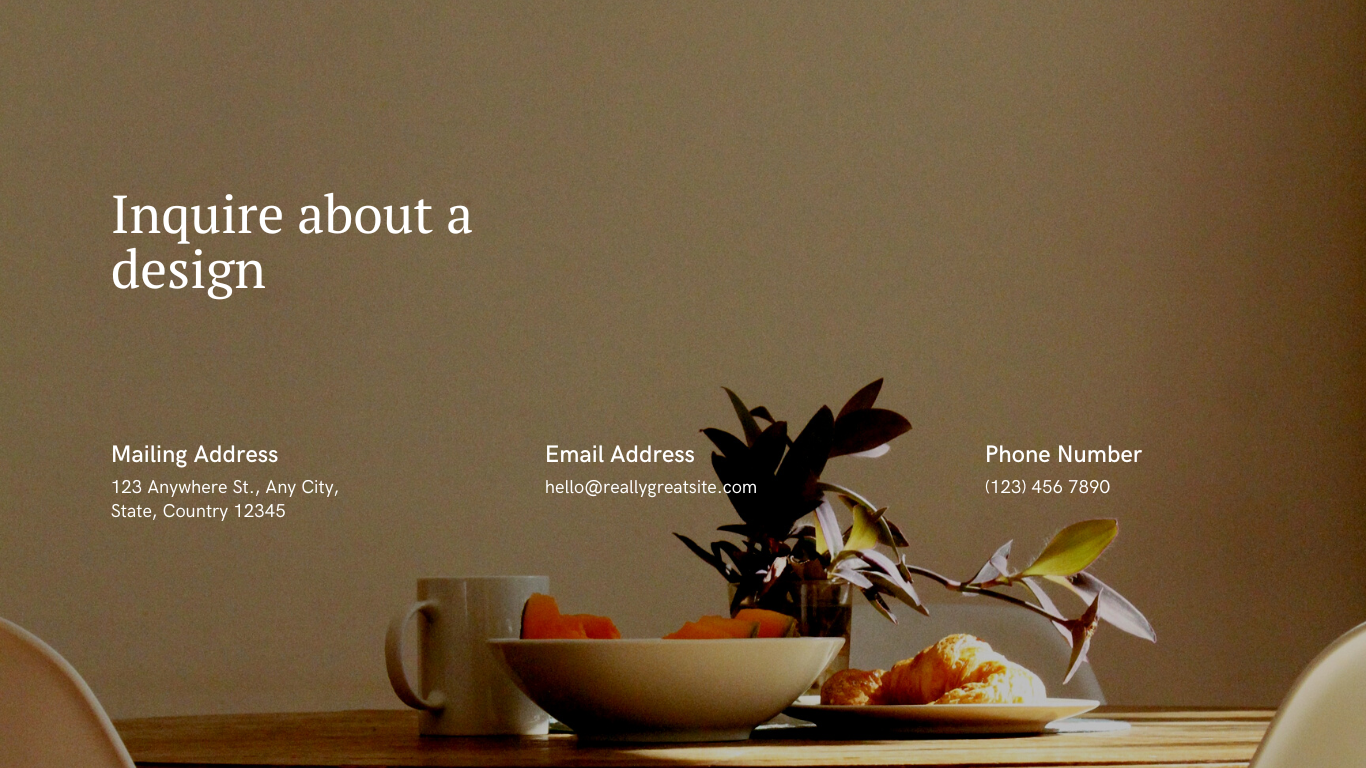 Inquire about a
design
Mailing Address
123 Anywhere St., Any City,
State, Country 12345
Email Address
hello@reallygreatsite.com
Phone Number
(123) 456 7890